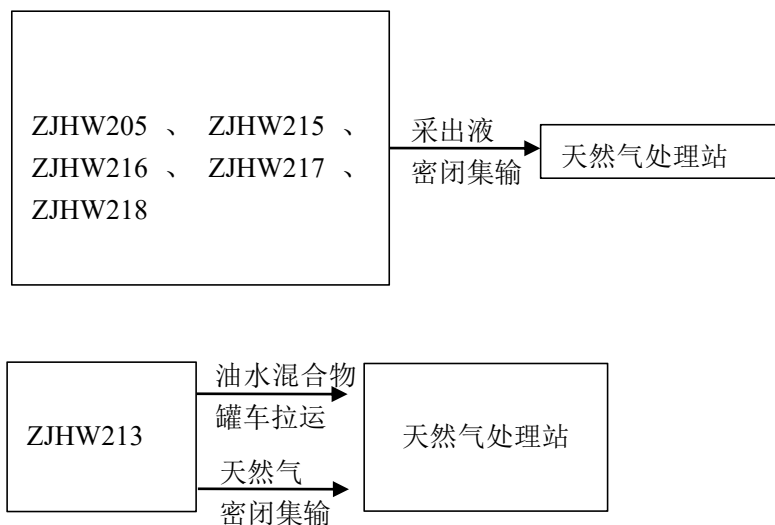 ZJHW205 、 ZJHW215 、
ZJHW216 、 ZJHW217 、
ZJHW218
采出液
密闭集输
天然气处理站
ZJHW213
油水混合物
罐车拉运
天然气
密闭集输
天然气处理站